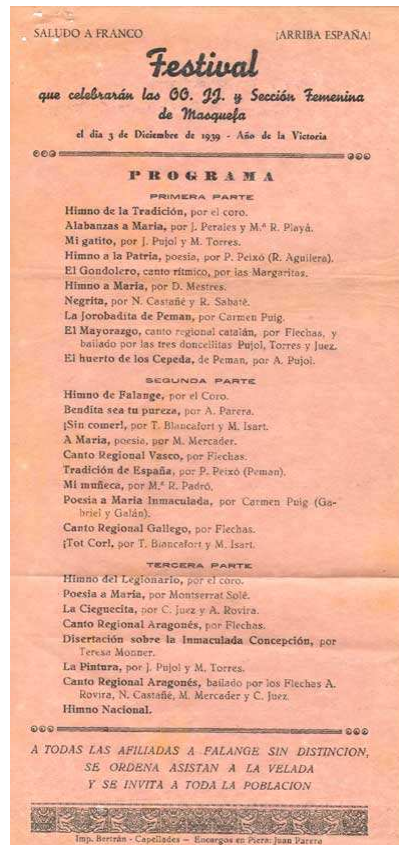 SALUDO A FRANCO ¡ARRIBA ESPAÑA!
Festival
que celebrarán las OO. JJ. y Sección Femenina
de Masquefa
el día 3 de Diciembre de 1939 - Año de la Victoria
PROGRAMA
PRIMERA PARTE
Himno de la Tradición, por el coro.
Alabanzas a María, por J. Perales y M.ª R. Playá.
Mi gatito, por J. Pujol y M. Torres.
Himno a la Patria, poesia, por P. Peixó (R. Aguilera).
El Gondolero, canto rítmico, por las Margaritas.
Himno a Maria, por D. Mestres.
Negrita, por N. Castañé y R. Sabaté.
La Jorobadita de Peman, por Carmen Puig.
El Mayorazgo, canto regional catalán, por Flechas, y
bailado por las tres doncellitas Pujol, Torres y Juez.
El huerto de los Cepeda, de Peman, por A. Pujol.
SEGUNDA PARTE
Himno de Falange, por el Coro.
Bendita sea tu pureza, por A. Parera.
¡Sin comer!, por T. Blancafort y M. Isart.
A Maria, poesia, por M. Mercader.
Canto Regional Vasco, por Flechas.
Tradición de España, por P. Peixó (Peman).
Mi muñeca, por M.ª R. Padró.
Poesia a Maria Inmaculada, por Carmen Puig (Ga-
briel y Galán).
Canto Regional Gallego, por Flechas.
¡Tot Cor!, por T. Blancafort y M. Isart.
TERCERA PARTE
Himno del Legionario, por el coro.
Poesia a Maria, por Montserrat Solé.
La Cieguecita, por C. Juez y A. Rovira.
Canto Regional Aragonés, por Flechas.
Disertación sobre la Inmaculada Concepción, por
Teresa Monner.
La Pintura, por J. Pujol y M. Torres.
Canto Regional Aragonés, bailado por los Flechas A.
Rovira, N. Castañé, M. Mercader y C. Juez.
Himno Nacional.
A TODAS LAS AFILIADAS A FALANGE SIN DISTINCION,
SE ORDENA ASISTAN A LA VELADA
Y SE INVITA A TODA LA POBLACION
Imp. Bertrán - Capellades — Encargos en Piera: Juan Parera